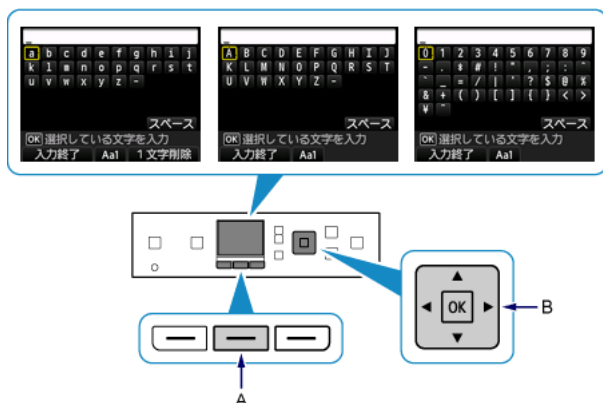 _
a b c d e f g h i j
k l m n o p q r s t
u v w x y z -
スペース
OK 選択している文字を入力
入力終了 Aa1 1文字削除
_
A B C D E F G H I J
K L M N O P Q R S T
U V W X Y Z -
スペース
OK 選択している文字を入力
入力終了 Aa1
_
0 1 2 3 4 5 6 7 8 9
- . * # ! " , ; : ^
` _ = / | ' ? $ @ %
& + ( ) [ ] { } < >
¥ ~
スペース
OK 選択している文字を入力
入力終了 Aa1
▲
◀ OK ▶
▼
B
A